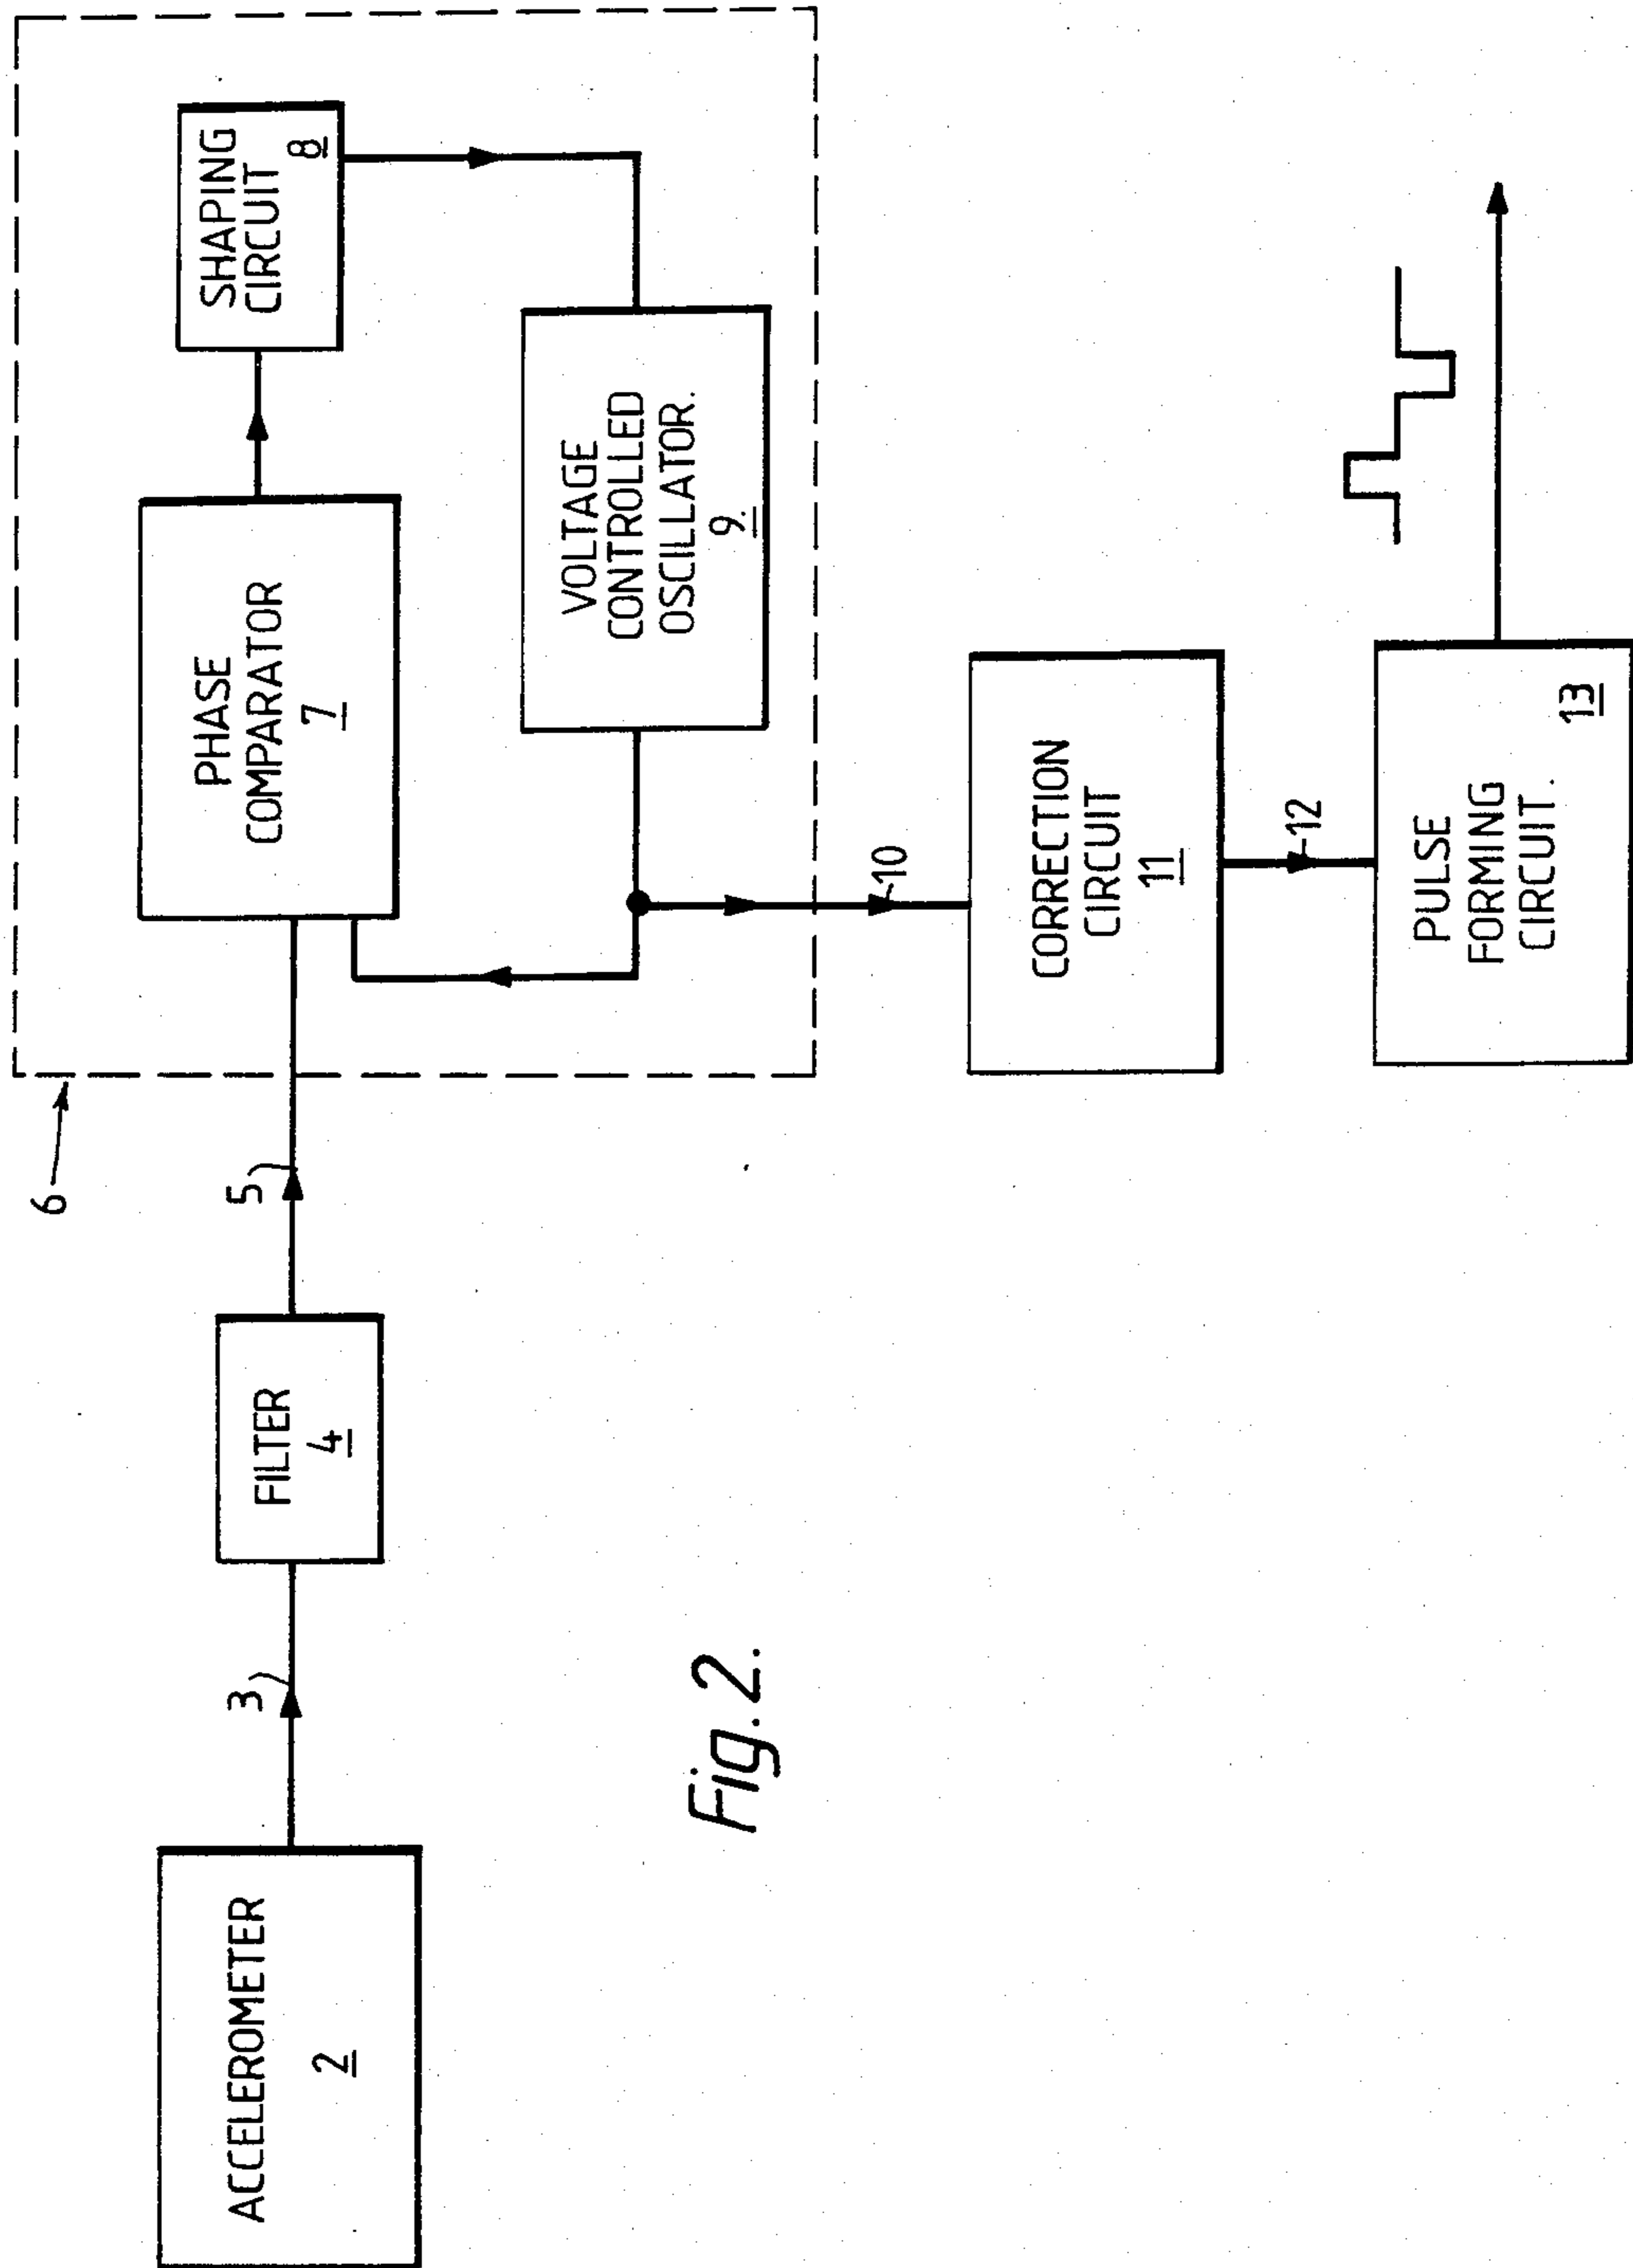 ACCELEROMETER
2
3
FILTER
4
5
6
PHASE
COMPARATOR
7
SHAPING
CIRCUIT
8
VOLTAGE
CONTROLLED
OSCILLATOR.
9.
10
CORRECTION
CIRCUIT
11
12
PULSE
FORMING
CIRCUIT.
13
Fig. 2.